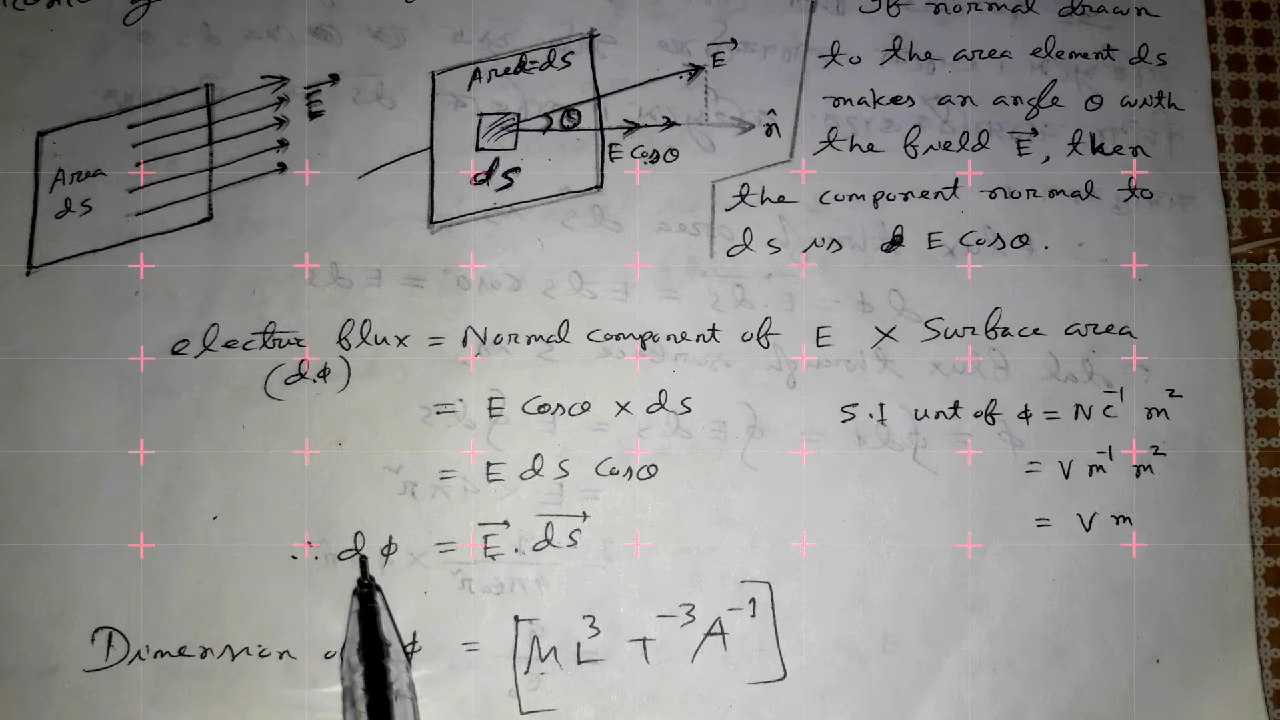 If normal drawn
to the area element ds
makes an angle θ with
the field E⃗, then
the component normal to
ds is E Cosθ.
E⃗
Area
ds
Area=ds
θ
ds
E⃗
E Cosθ
n̂
electric flux = Normal component of E × Surface area
(dϕ)
= E Cosθ × ds
= E ds Cosθ
∴ dϕ = E⃗ . ds⃗
S.I unit of ϕ = N C⁻¹ m²
= V m⁻¹ m²
= V m
Dimension ϕ = [M L³ T⁻³ A⁻¹]